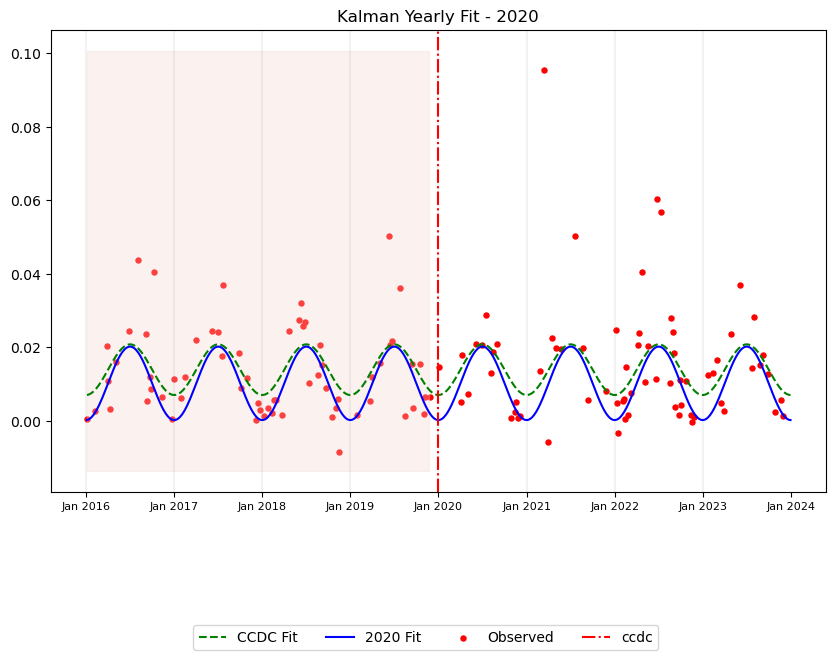 Kalman Yearly Fit - 2020
0.10
0.08
0.06
0.04
0.02
0.00
Jan 2016 Jan 2017 Jan 2018 Jan 2019 Jan 2020 Jan 2021 Jan 2022 Jan 2023 Jan 2024
CCDC Fit 2020 Fit Observed ccdc